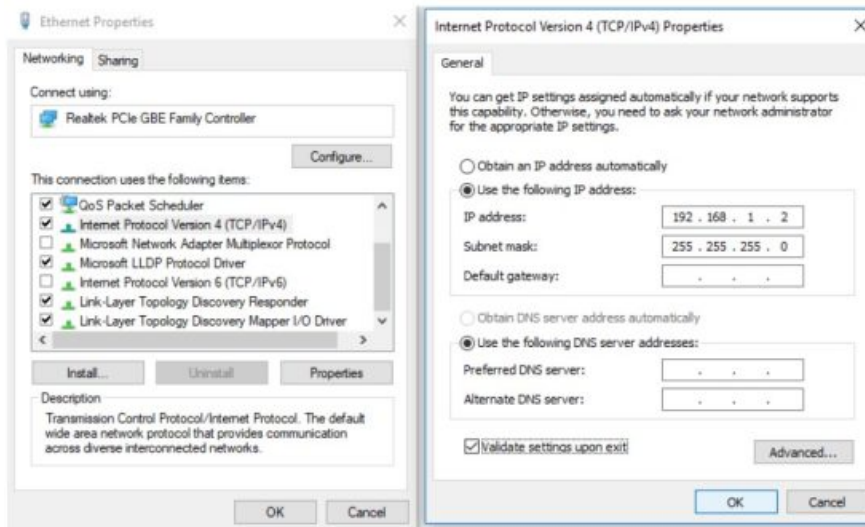 Ethernet Properties
Networking
Sharing
Connect using:
Realtek PCIe GBE Family Controller
Configure...
This connection uses the following items:
QoS Packet Scheduler
Internet Protocol Version 4 (TCP/IPv4)
Microsoft Network Adapter Multiplexor Protocol
Microsoft LLDP Protocol Driver
Internet Protocol Version 6 (TCP/IPv6)
Link-Layer Topology Discovery Responder
Link-Layer Topology Discovery Mapper I/O Driver
Install...
Uninstall
Properties
Description
Transmission Control Protocol/Internet Protocol. The default
wide area network protocol that provides communication
across diverse interconnected networks.
OK
Cancel
Internet Protocol Version 4 (TCP/IPv4) Properties
General
You can get IP settings assigned automatically if your network supports
this capability. Otherwise, you need to ask your network administrator
for the appropriate IP settings.
Obtain an IP address automatically
Use the following IP address:
IP address: 192 . 168 . 1 . 2
Subnet mask: 255 . 255 . 255 . 0
Default gateway: . . .
Obtain DNS server address automatically
Use the following DNS server addresses:
Preferred DNS server: . . .
Alternate DNS server: . . .
Validate settings upon exit
Advanced...
OK
Cancel